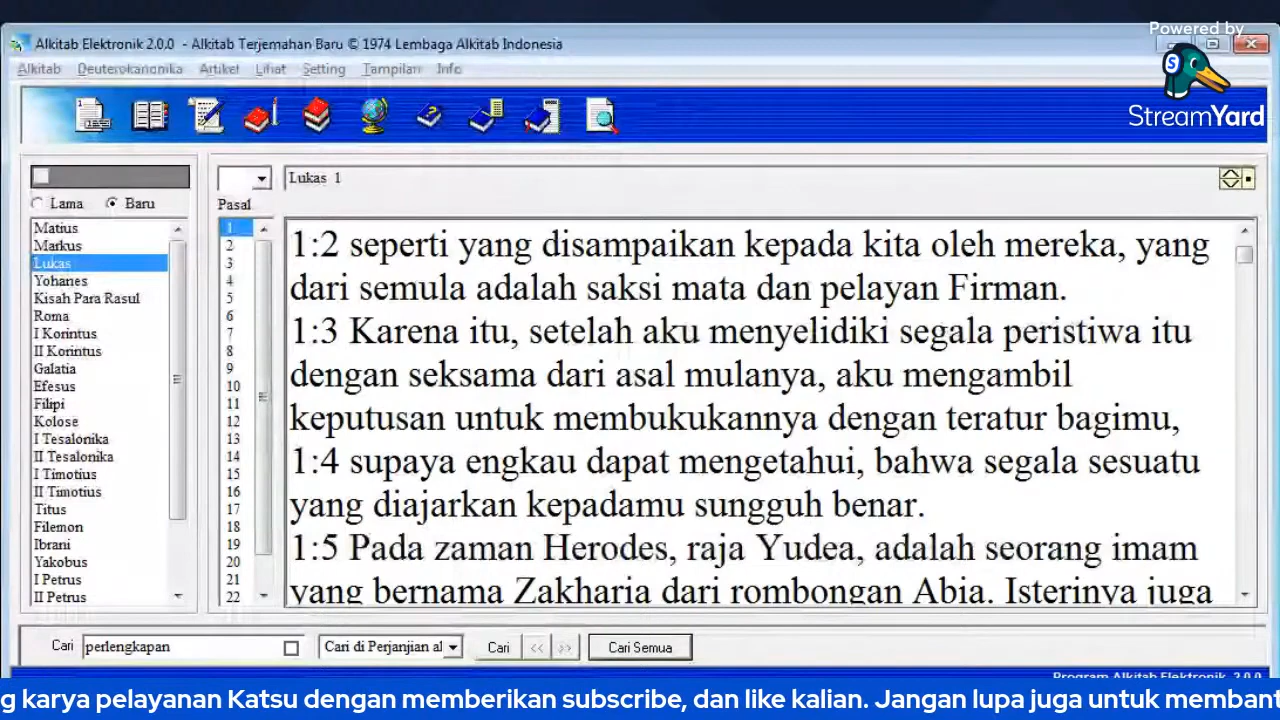 Powered by
StreamYard
Alkitab Elektronik 2.0.0 - Alkitab Terjemahan Baru © 1974 Lembaga Alkitab Indonesia
Alkitab Deuterokanonika Artikel Lihat Setting Tampilan Info
Lukas 1
Lama Baru
Pasal
Matius
Markus
Lukas
Yohanes
Kisah Para Rasul
Roma
I Korintus
II Korintus
Galatia
Efesus
Filipi
Kolose
I Tesalonika
II Tesalonika
I Timotius
II Timotius
Titus
Filemon
Ibrani
Yakobus
I Petrus
II Petrus
1
2
3
4
5
6
7
8
9
10
11
12
13
14
15
16
17
18
19
20
21
22
1:2 seperti yang disampaikan kepada kita oleh mereka, yang
dari semula adalah saksi mata dan pelayan Firman.
1:3 Karena itu, setelah aku menyelidiki segala peristiwa itu
dengan seksama dari asal mulanya, aku mengambil
keputusan untuk membukukannya dengan teratur bagimu,
1:4 supaya engkau dapat mengetahui, bahwa segala sesuatu
yang diajarkan kepadamu sungguh benar.
1:5 Pada zaman Herodes, raja Yudea, adalah seorang imam
yang bernama Zakharia dari rombongan Abia. Isterinya juga
Cari perlengkapan Cari di Perjanjian al Cari << >> Cari Semua
Program Alkitab Elektronik 2.0.0
g karya pelayanan Katsu dengan memberikan subscribe, dan like kalian. Jangan lupa juga untuk membant